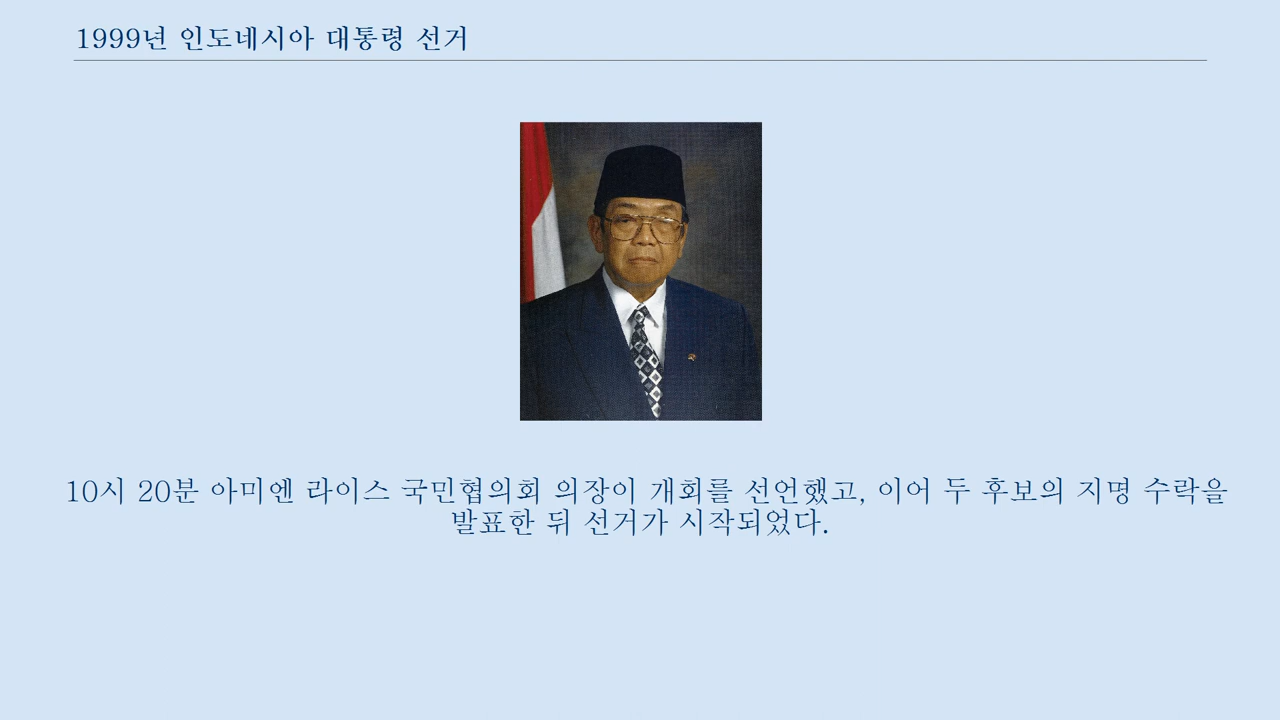 1999년 인도네시아 대통령 선거
10시 20분 아미엔 라이스 국민협의회 의장이 개회를 선언했고, 이어 두 후보의 지명 수락을
발표한 뒤 선거가 시작되었다.